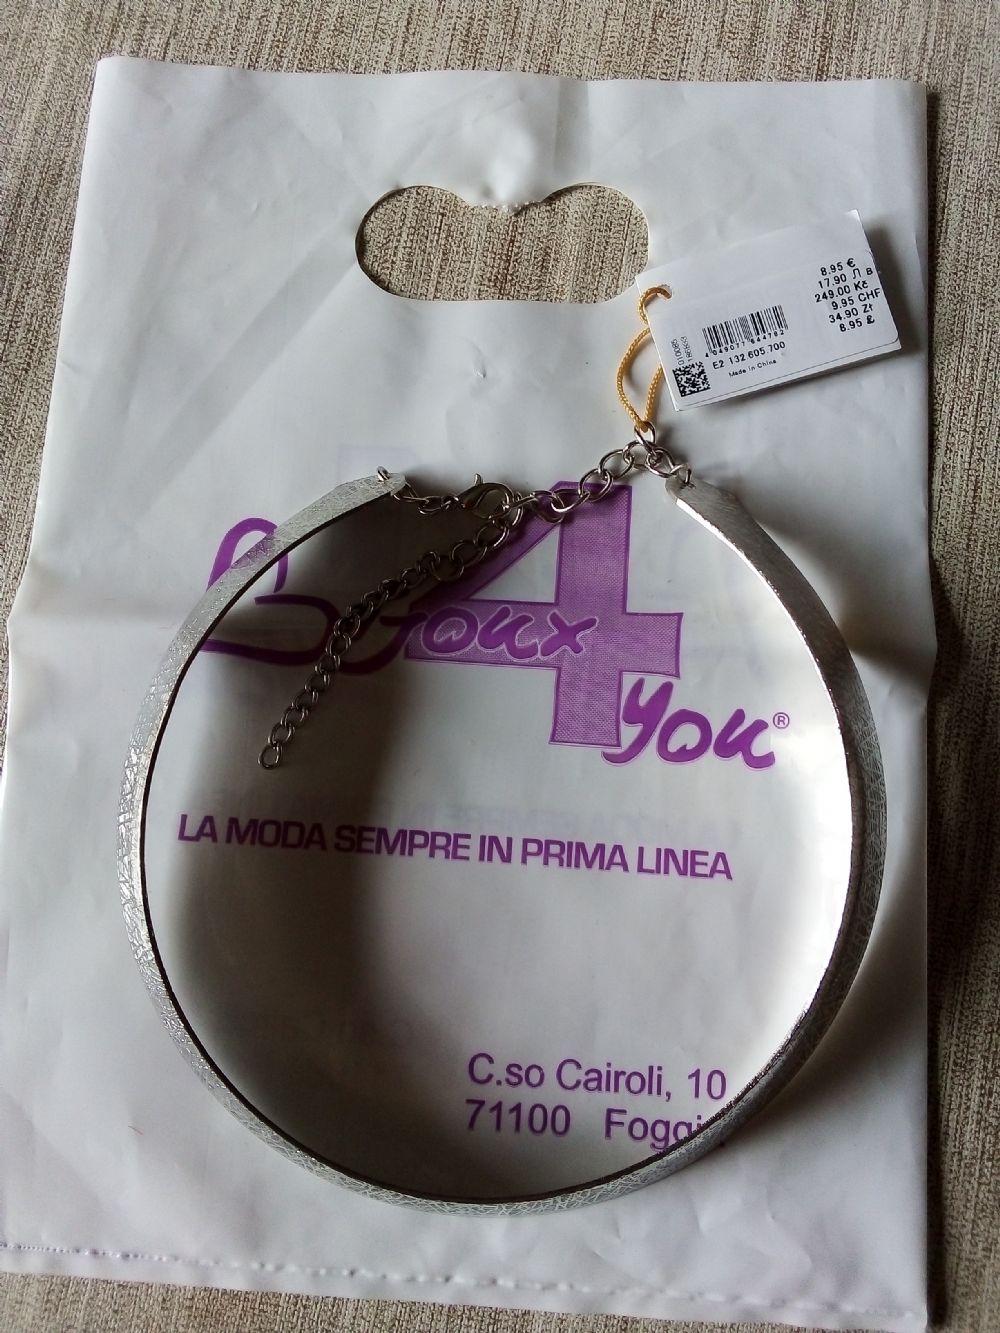 8.95 €
17.90 Лв
249.00 Kč
9.95 CHF
34.90 Zł
8.95 £
4049077644762
E2 132 605.700
Made in China
Bijoux
4
you®
LA MODA SEMPRE IN PRIMA LINEA
C.so Cairoli, 10
71100 Foggi